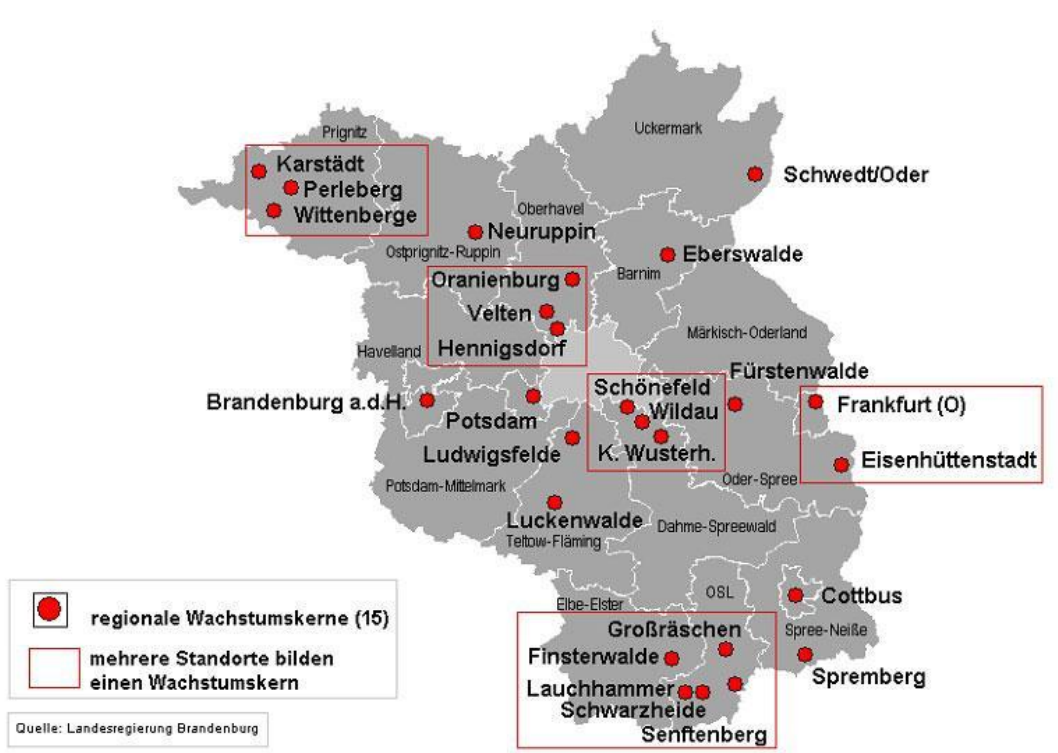 Uckermark
Prignitz
Karstädt
Perleberg
Wittenberge
Schwedt/Oder
Oberhavel
Neuruppin
Ostprignitz-Ruppin
Eberswalde
Barnim
Oranienburg
Velten
Hennigsdorf
Märkisch-Oderland
Havelland
Fürstenwalde
Schönefeld
Wildau
K. Wusterh.
Brandenburg a.d.H.
Potsdam
Frankfurt (O)
Ludwigsfelde
Eisenhüttenstadt
Oder-Spree
Potsdam-Mittelmark
Luckenwalde
Teltow-Fläming
Dahme-Spreewald
OSL
Cottbus
Elbe-Elster
Spree-Neiße
Großräschen
Finsterwalde
Spremberg
Lauchhammer
Schwarzheide
Senftenberg
regionale Wachstumskerne (15)
mehrere Standorte bilden
einen Wachstumskern
Quelle: Landesregierung Brandenburg